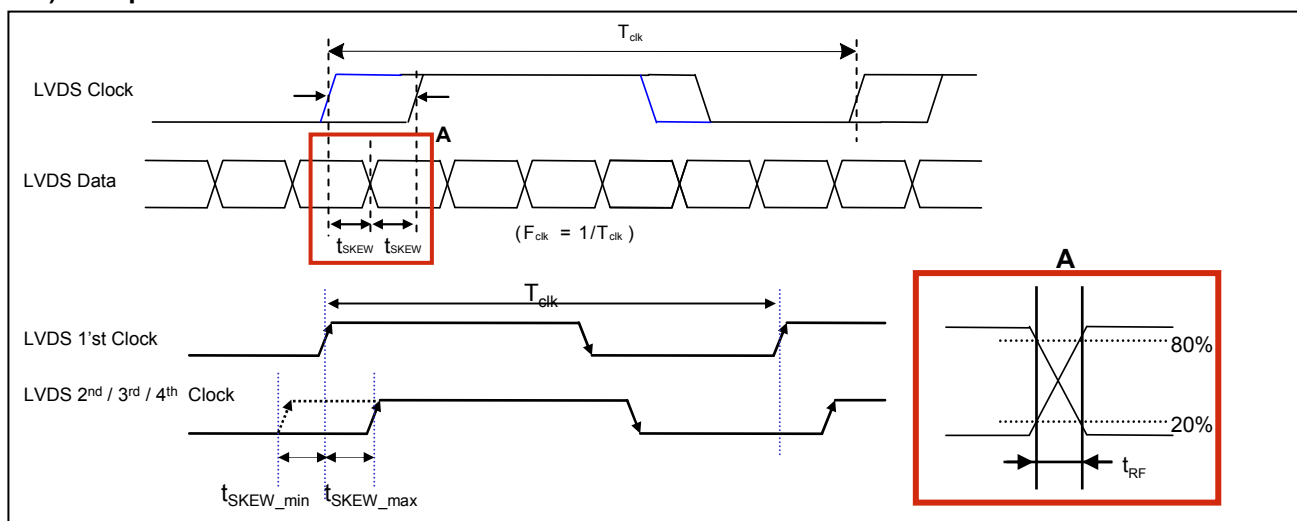 T clk
LVDS Clock
A
LVDS Data
tSKEW tSKEW
(Fclk = 1/Tclk)
A
Tclk
LVDS 1'st Clock
80%
LVDS 2nd / 3rd / 4th Clock
20%
tRF
tSKEW_min tSKEW_max